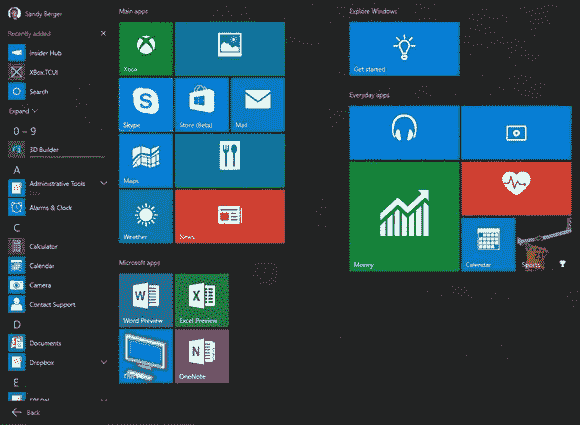 Sandy Berger
Recently added
Insider Hub
XBox.TCUI
Search
Expand
0 – 9
3D Builder
A
Administrative Tools
Alarms & Clock
C
Calculator
Calendar
Camera
Contact Support
D
Documents
Dropbox
E
Back
Main apps
Xbox
Skype
Store (Beta)
Mail
Maps
Weather
News
Microsoft apps
W
Word Preview
X
Excel Preview
N
OneNote
Explore Windows
Get started
Everyday apps
Money
Calendar
Sports